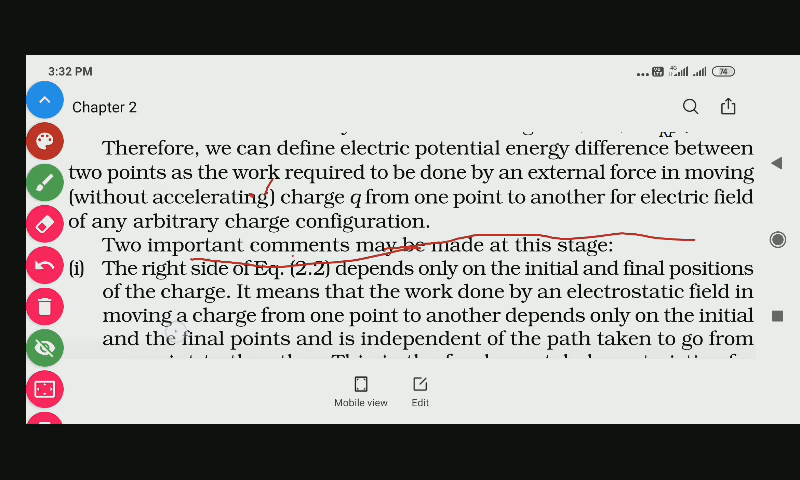 3:32 PM
4G
74
Chapter 2
Therefore, we can define electric potential energy difference between
two points as the work required to be done by an external force in moving
(without accelerating) charge q from one point to another for electric field
of any arbitrary charge configuration.
Two important comments may be made at this stage:
(i) The right side of Eq. (2.2) depends only on the initial and final positions
of the charge. It means that the work done by an electrostatic field in
moving a charge from one point to another depends only on the initial
and the final points and is independent of the path taken to go from
Mobile view
Edit